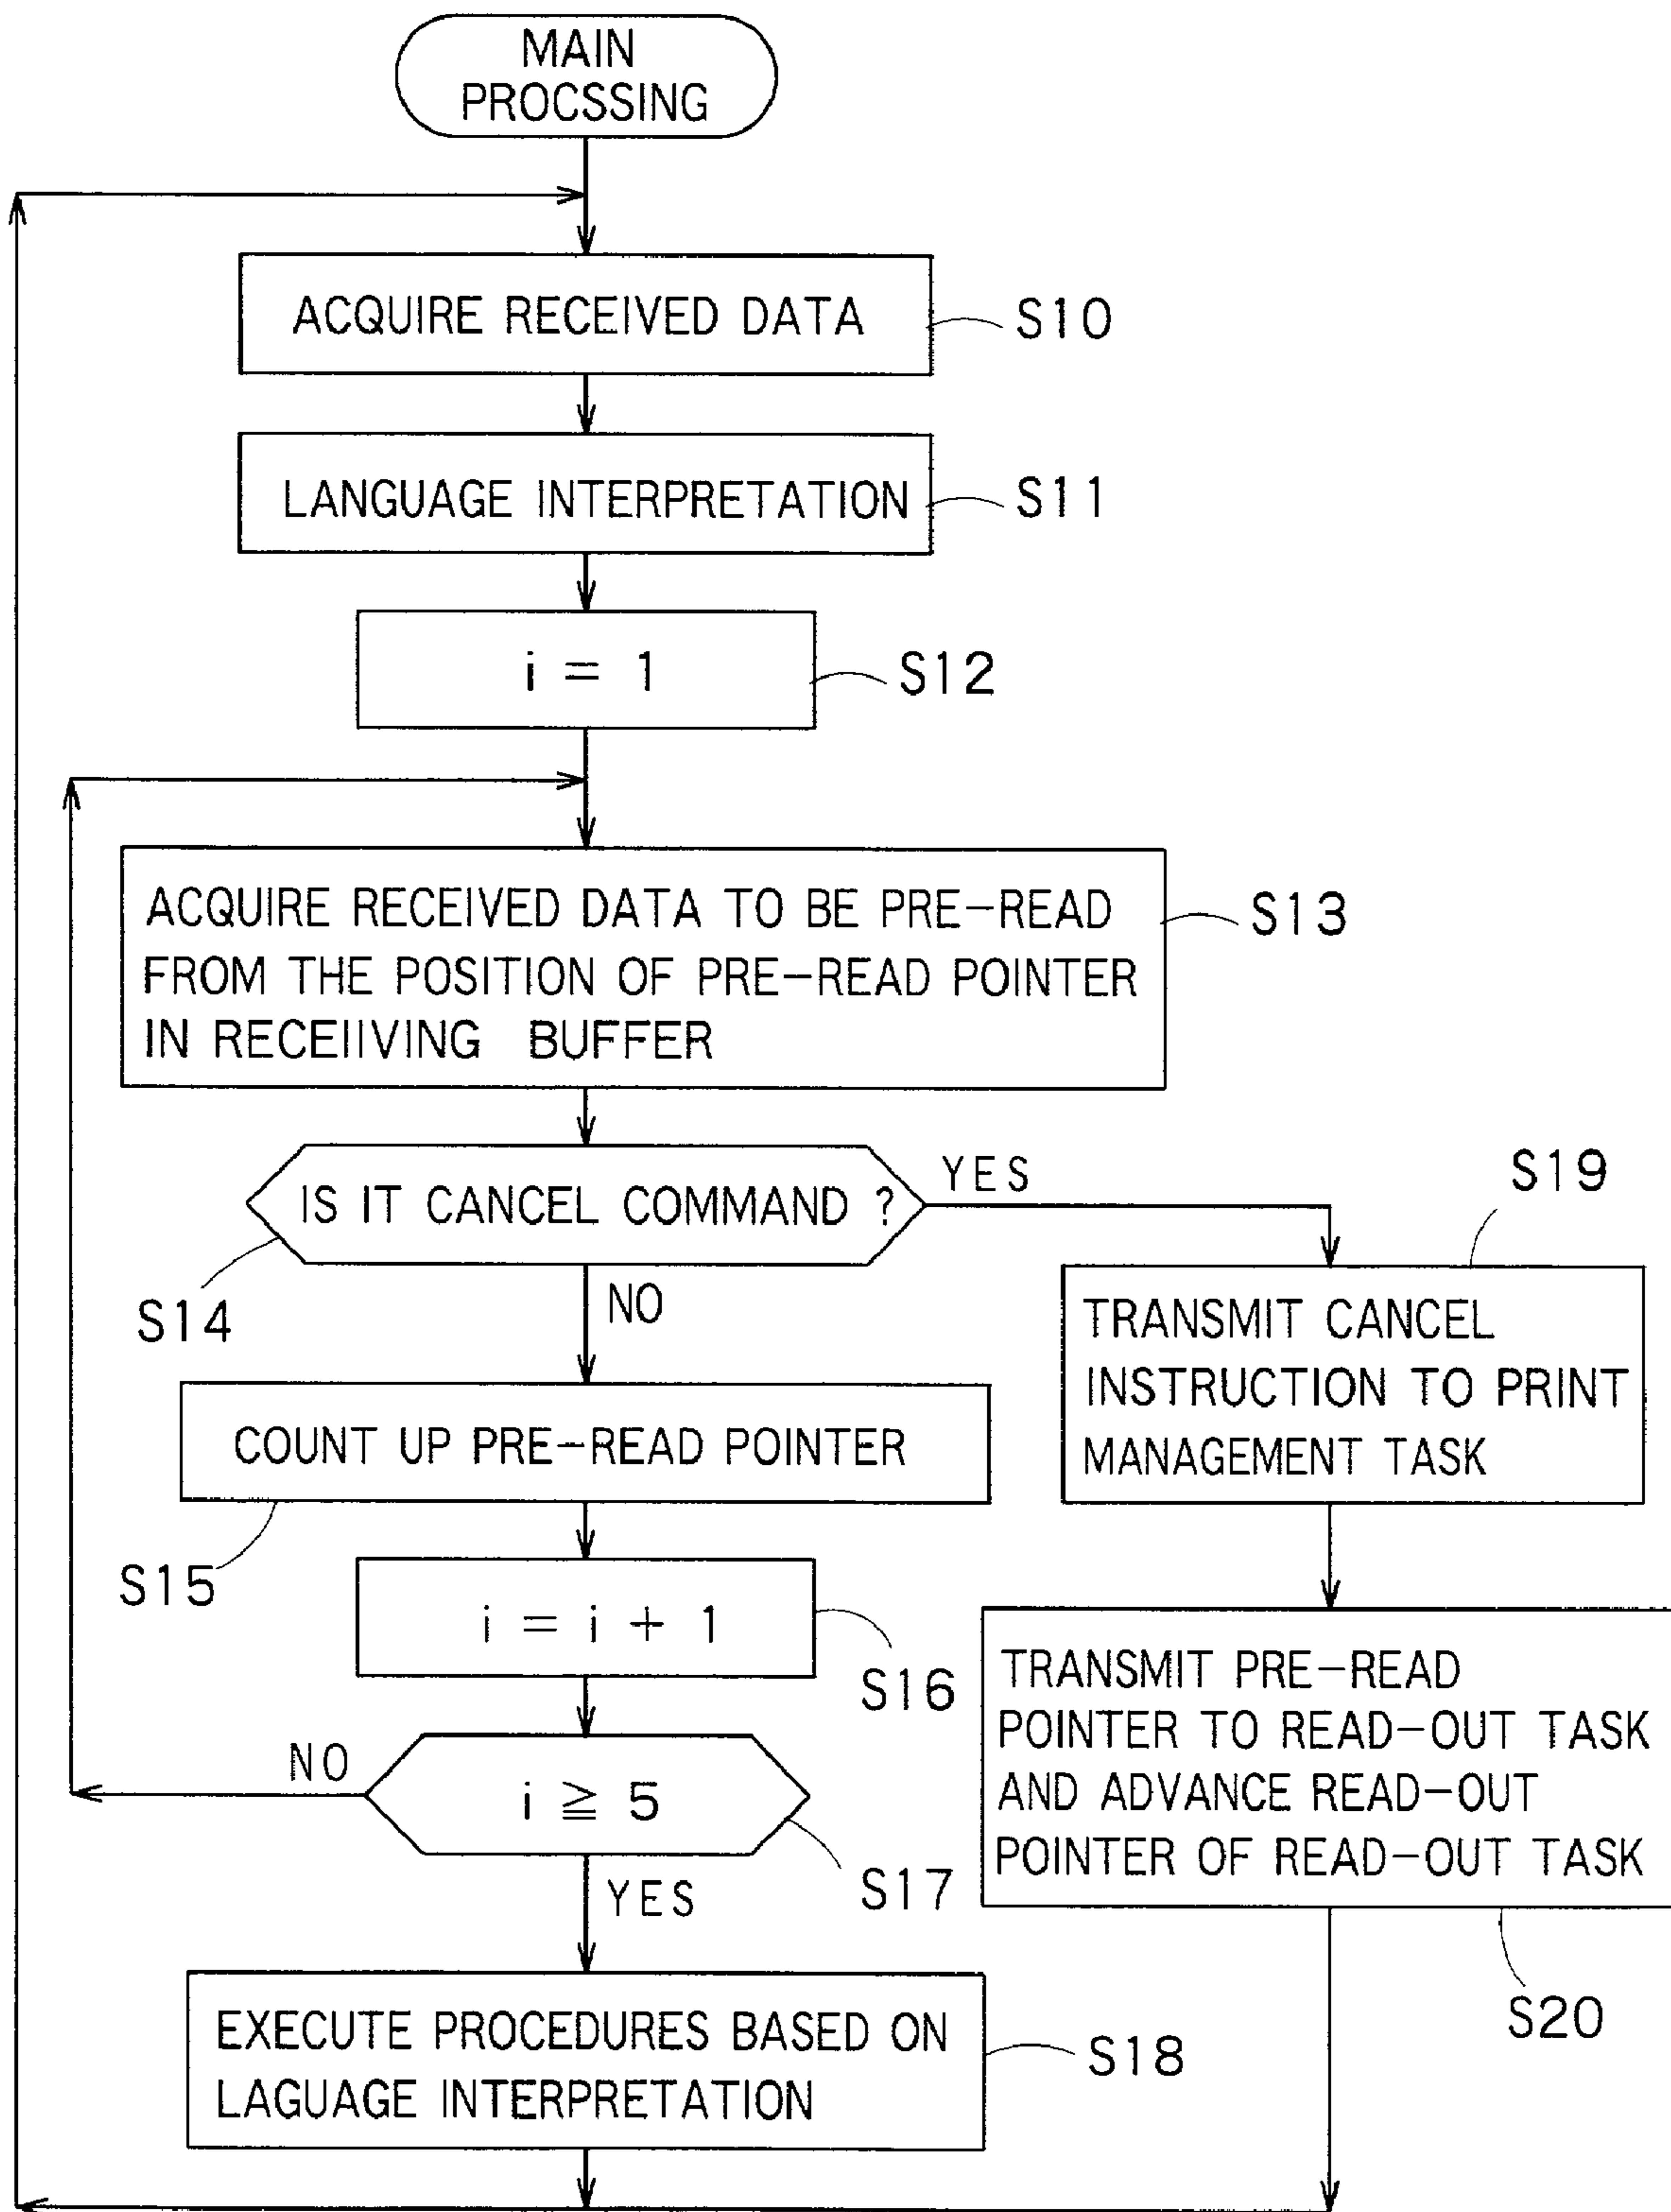 MAIN
PROCSSING
ACQUIRE RECEIVED DATA
S10
LANGUAGE INTERPRETATION
S11
i = 1
S12
ACQUIRE RECEIVED DATA TO BE PRE-READ
FROM THE POSITION OF PRE-READ POINTER
IN RECEIIVING BUFFER
S13
IS IT CANCEL COMMAND ?
YES
S14
NO
S19
TRANSMIT CANCEL
INSTRUCTION TO PRINT
MANAGEMENT TASK
COUNT UP PRE-READ POINTER
S15
i = i + 1
S16
TRANSMIT PRE-READ
POINTER TO READ-OUT TASK
AND ADVANCE READ-OUT
POINTER OF READ-OUT TASK
S20
NO
i ≧ 5
S17
YES
EXECUTE PROCEDURES BASED ON
LAGUAGE INTERPRETATION
S18